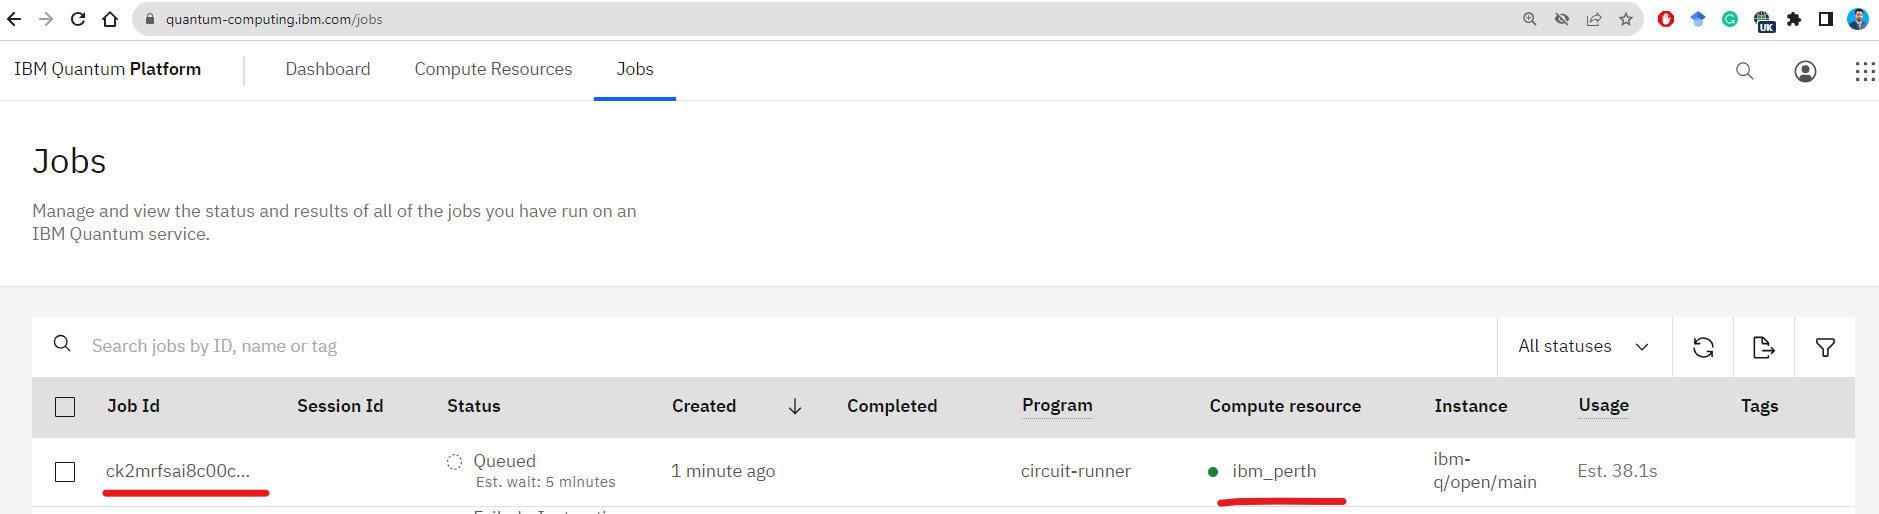 quantum-computing.ibm.com/jobs
UK
IBM Quantum Platform
Dashboard
Compute Resources
Jobs
Jobs
Manage and view the status and results of all of the jobs you have run on an
IBM Quantum service.
Search jobs by ID, name or tag
All statuses
Job Id
Session Id
Status
Created
Completed
Program
Compute resource
Instance
Usage
Tags
ck2mrfsai8c00c...
Queued
Est. wait: 5 minutes
1 minute ago
circuit-runner
ibm_perth
ibm-
q/open/main
Est. 38.1s